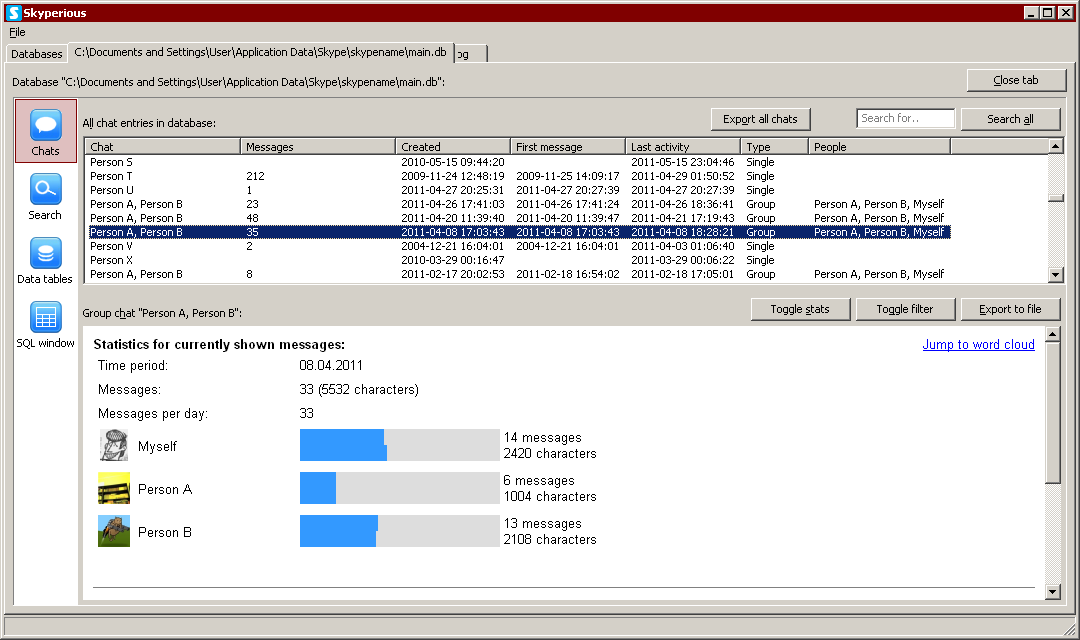 Skyperious
File
Databases C:\Documents and Settings\User\Application Data\Skype\skypename\main.db og
Database "C:\Documents and Settings\User\Application Data\Skype\skypename\main.db": Close tab
Chats
Search
Data tables
SQL window
All chat entries in database: Export all chats Search for.. Search all
Chat Messages Created First message Last activity Type People
Person S 2010-05-15 09:44:20 2011-05-15 23:04:46 Single
Person T 212 2009-11-24 12:48:19 2009-11-25 14:09:17 2011-04-29 01:50:52 Single
Person U 1 2011-04-27 20:25:31 2011-04-27 20:27:39 2011-04-27 20:27:39 Single
Person A, Person B 23 2011-04-26 17:41:03 2011-04-26 17:41:24 2011-04-26 18:36:41 Group Person A, Person B, Myself
Person A, Person B 48 2011-04-20 11:39:40 2011-04-20 11:39:47 2011-04-21 17:19:43 Group Person A, Person B, Myself
Person A, Person B 35 2011-04-08 17:03:43 2011-04-08 17:03:43 2011-04-08 18:28:21 Group Person A, Person B, Myself
Person V 2 2004-12-21 16:04:01 2004-12-21 16:04:01 2011-04-03 01:06:40 Single
Person X 2010-03-29 00:16:47 2011-03-29 00:06:22 Single
Person A, Person B 8 2011-02-17 20:02:53 2011-02-18 16:54:02 2011-02-18 17:05:01 Group Person A, Person B, Myself
Group chat "Person A, Person B": Toggle stats Toggle filter Export to file
Statistics for currently shown messages: Jump to word cloud
Time period: 08.04.2011
Messages: 33 (5532 characters)
Messages per day: 33
Myself 14 messages
2420 characters
Person A 6 messages
1004 characters
Person B 13 messages
2108 characters